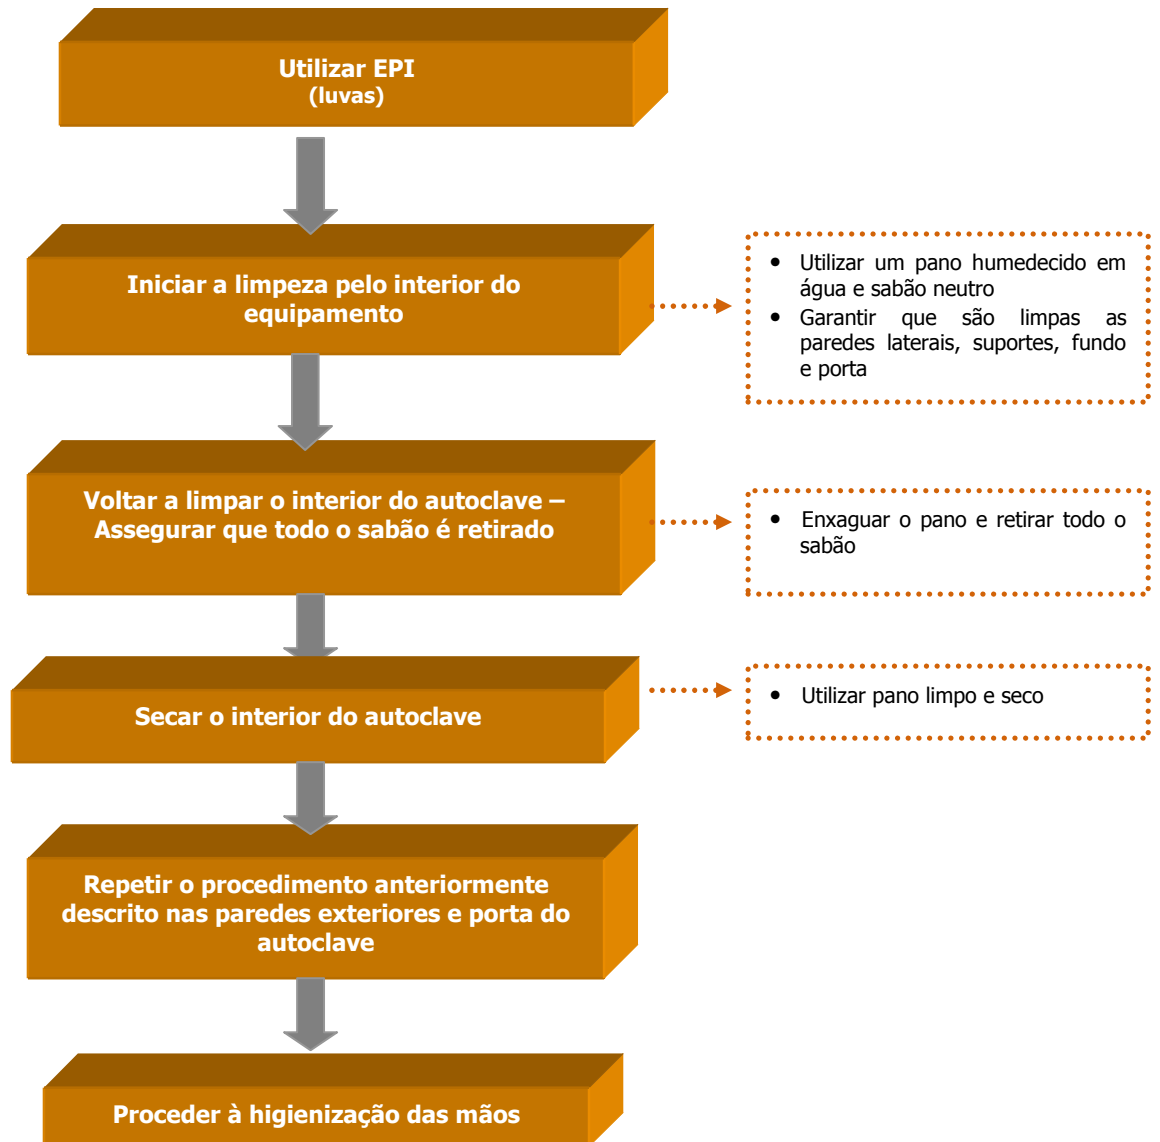 Utilizar EPI
(luvas)
Iniciar a limpeza pelo interior do
equipamento
• Utilizar um pano humedecido em
água e sabão neutro
• Garantir que são limpas as
paredes laterais, suportes, fundo
e porta
Voltar a limpar o interior do autoclave –
Assegurar que todo o sabão é retirado
• Enxaguar o pano e retirar todo o
sabão
Secar o interior do autoclave
• Utilizar pano limpo e seco
Repetir o procedimento anteriormente
descrito nas paredes exteriores e porta do
autoclave
Proceder à higienização das mãos